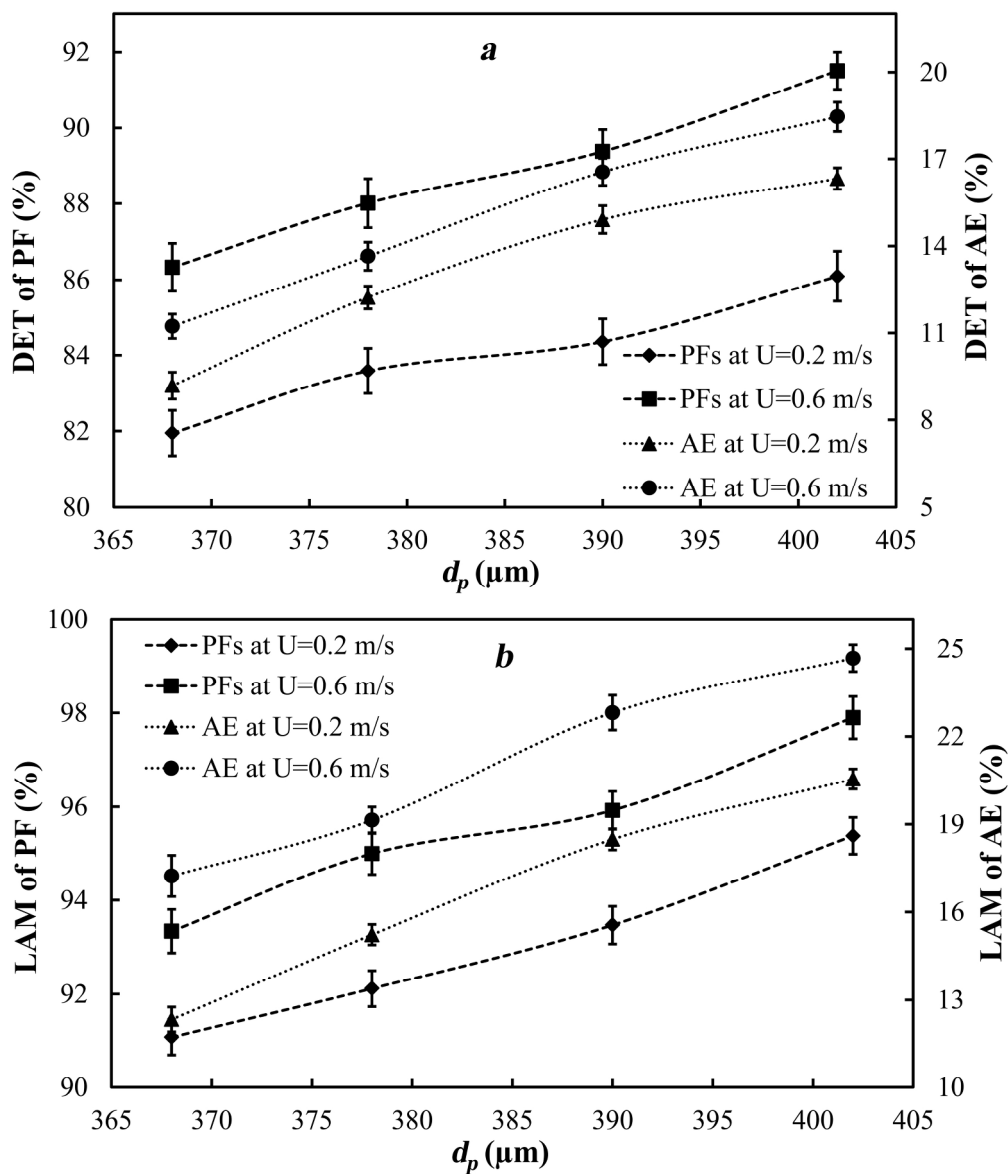 a
DET of PF (%)
92
90
88
86
84
82
80
20
17
14
11
8
5
DET of AE (%)
PFs at U=0.2 m/s
PFs at U=0.6 m/s
AE at U=0.2 m/s
AE at U=0.6 m/s
365 370 375 380 385 390 395 400 405
dp (μm)
b
LAM of PF (%)
100
98
96
94
92
90
25
22
19
16
13
10
LAM of AE (%)
PFs at U=0.2 m/s
PFs at U=0.6 m/s
AE at U=0.2 m/s
AE at U=0.6 m/s
365 370 375 380 385 390 395 400 405
dp (μm)